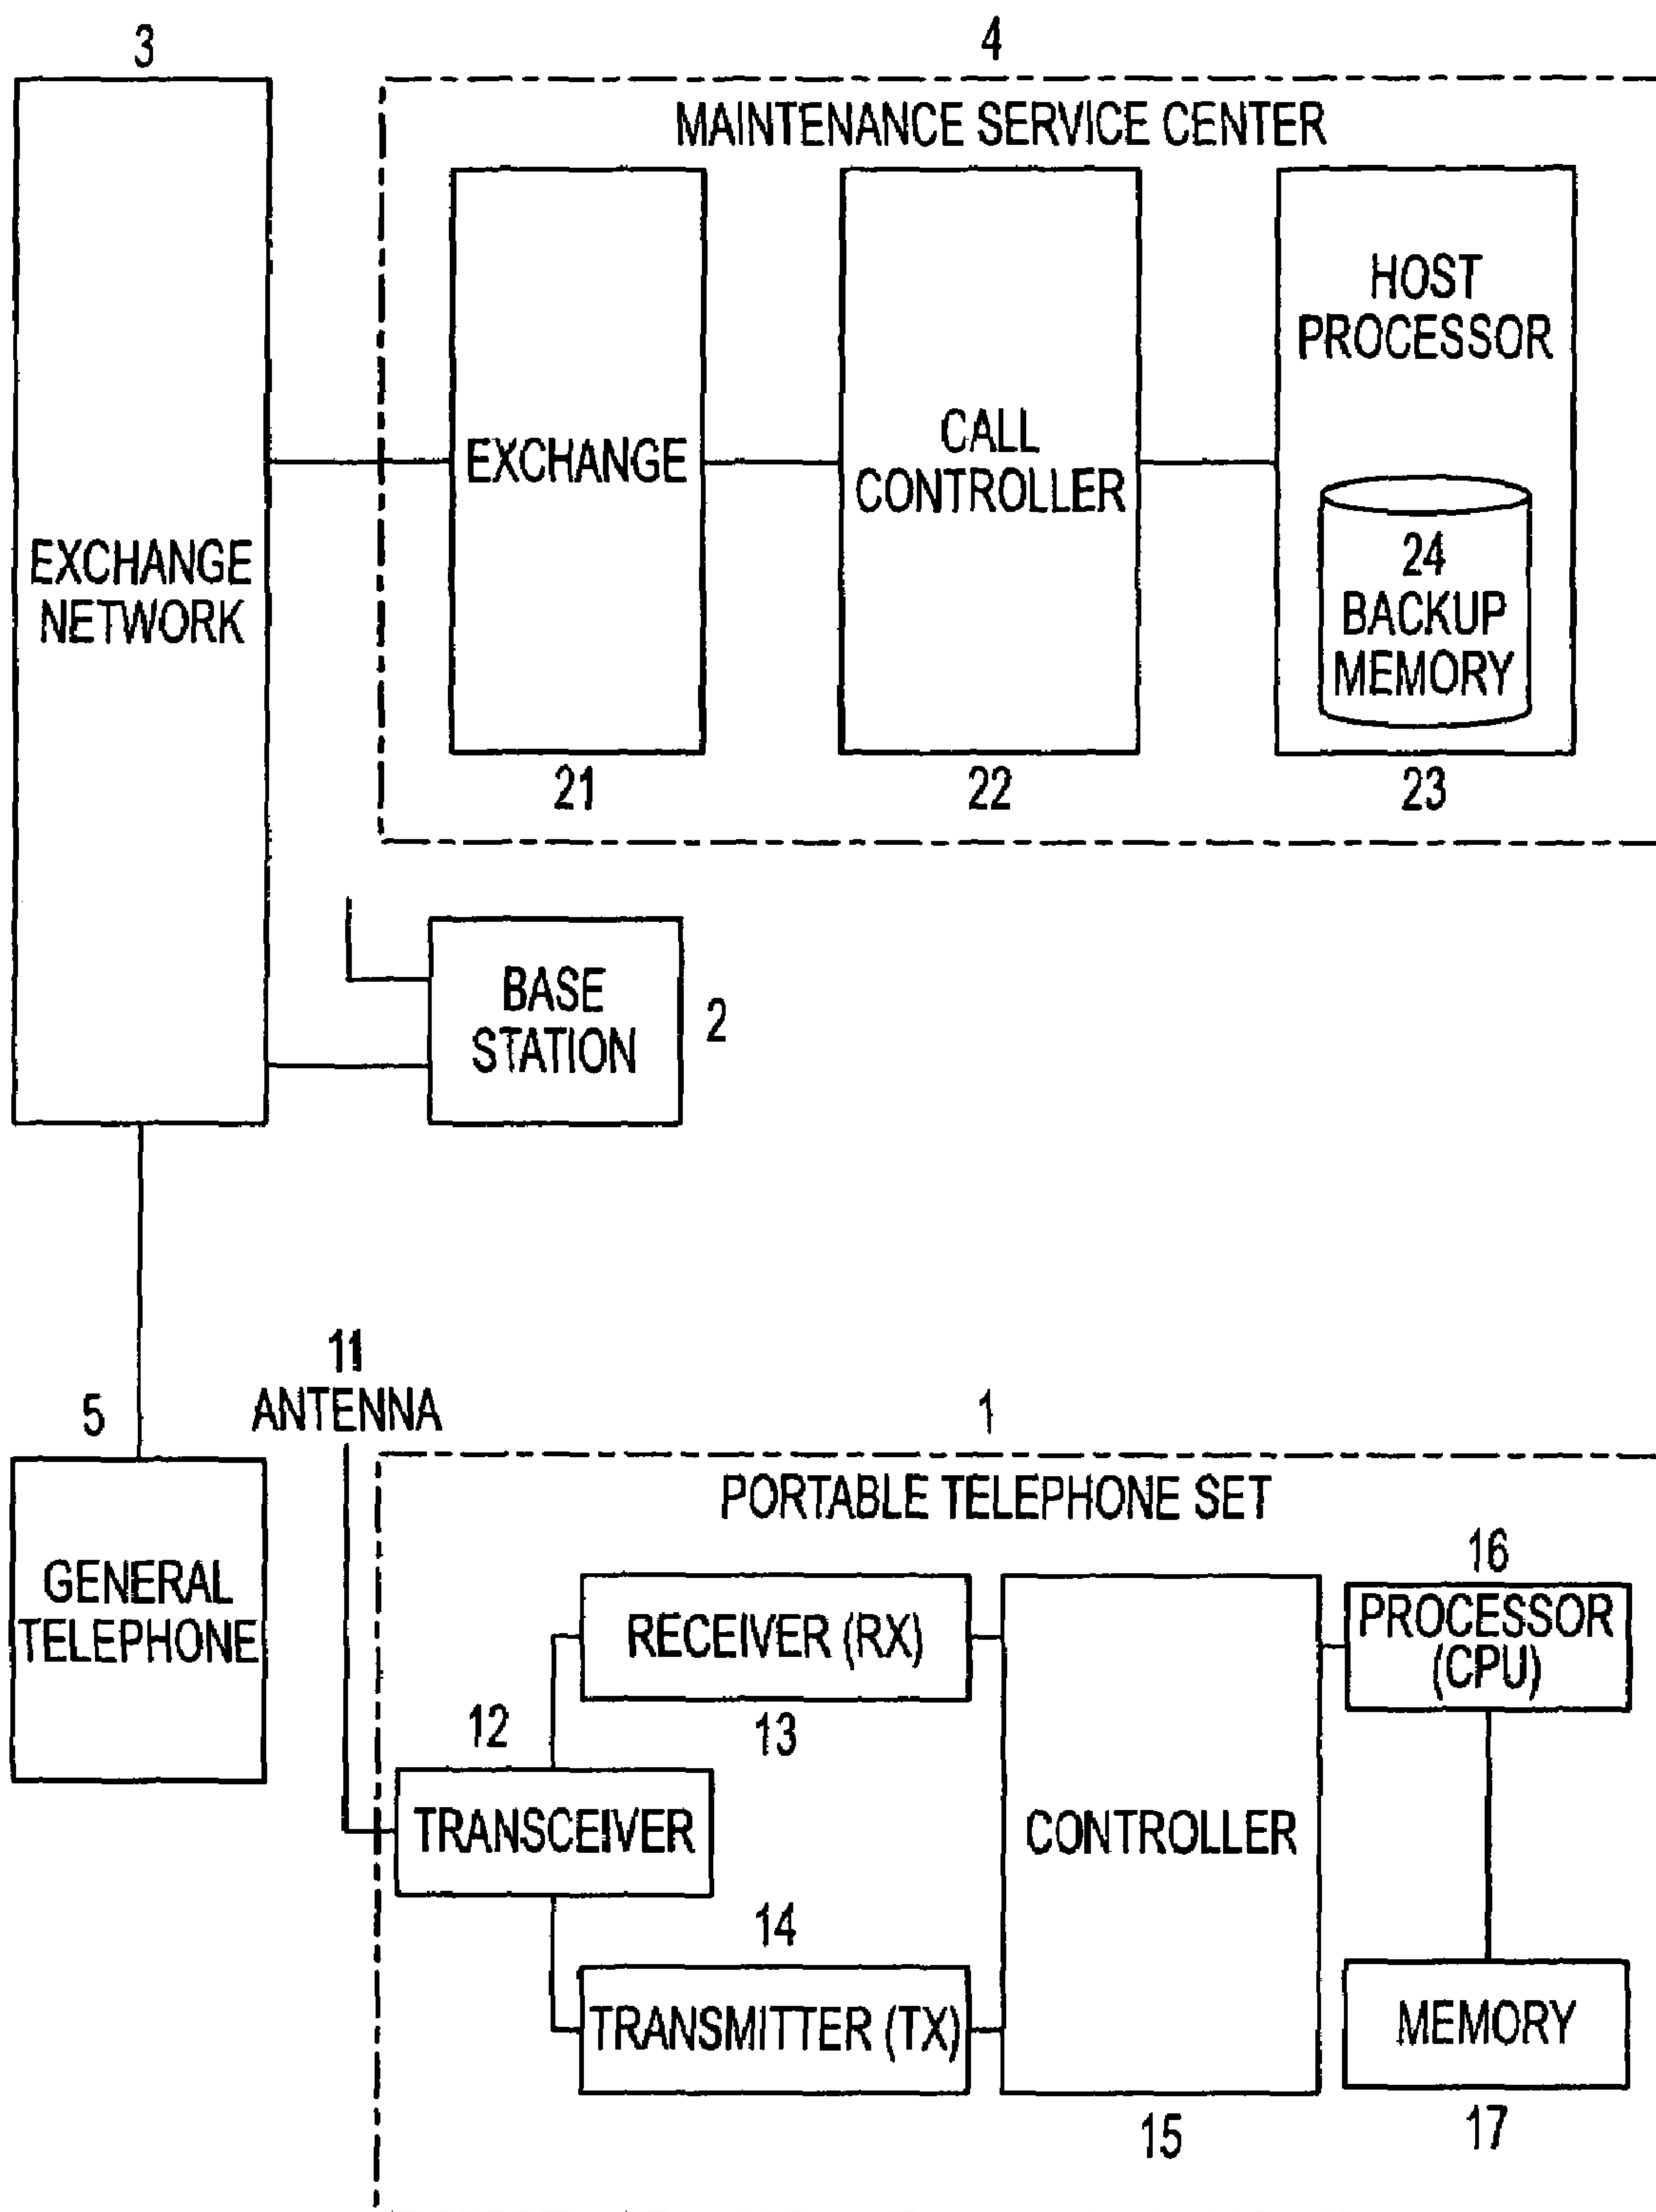 3
4
MAINTENANCE SERVICE CENTER
EXCHANGE
NETWORK
EXCHANGE
21
CALL
CONTROLLER
22
HOST
PROCESSOR
24
BACKUP
MEMORY
23
BASE
STATION
2
5
GENERAL
TELEPHONE
11
ANTENNA
1
PORTABLE TELEPHONE SET
12
TRANSCEIVER
RECEIVER (RX)
13
14
TRANSMITTER (TX)
CONTROLLER
15
16
PROCESSOR
(CPU)
MEMORY
17